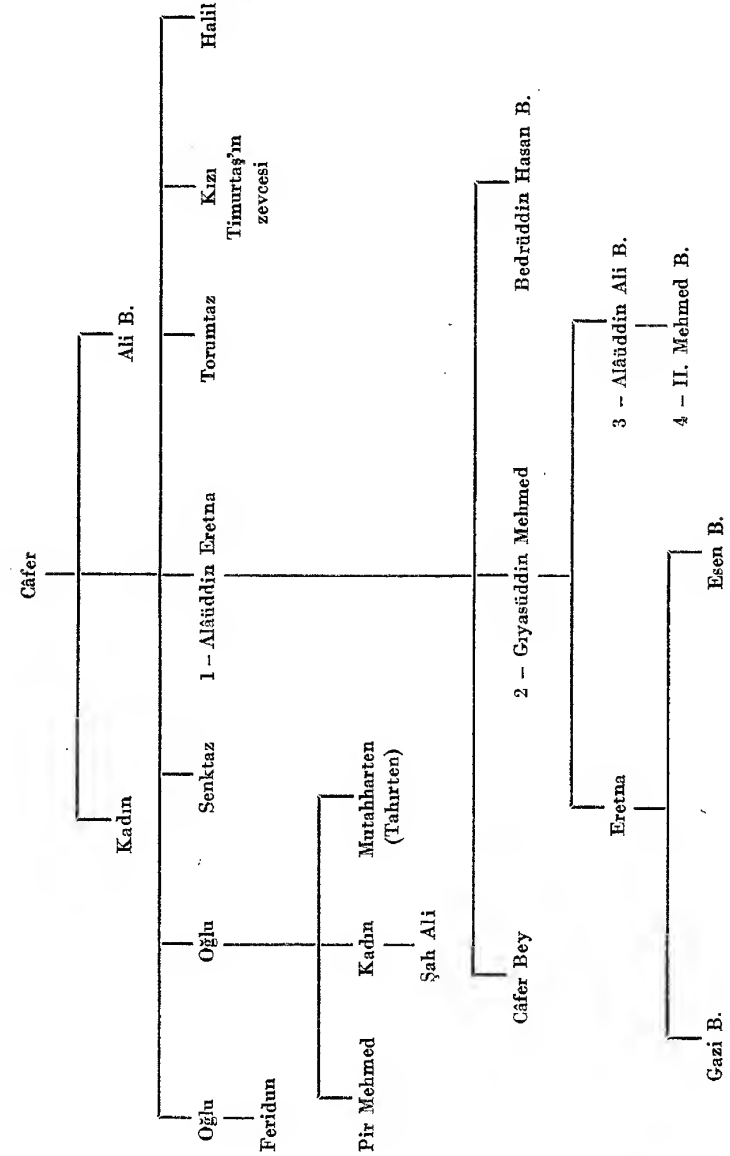 Câfer
Kadın
Ali B.
Oğlu
Oğlu
Senktaz
1 – Alâüddin Eretna
Torumtaz
Kızı
Timurtaş'ın
zevcesi
Halil
Feridun
Pir Mehmed
Kadın
Mutahharten
(Tahırten)
Şah Ali
Câfer Bey
2 – Gıyasüddin Mehmed
Bedrüddin Hasan B.
Eretna
3 – Alâüddin Ali B.
4 – II. Mehmed B.
Gazi B.
Esen B.